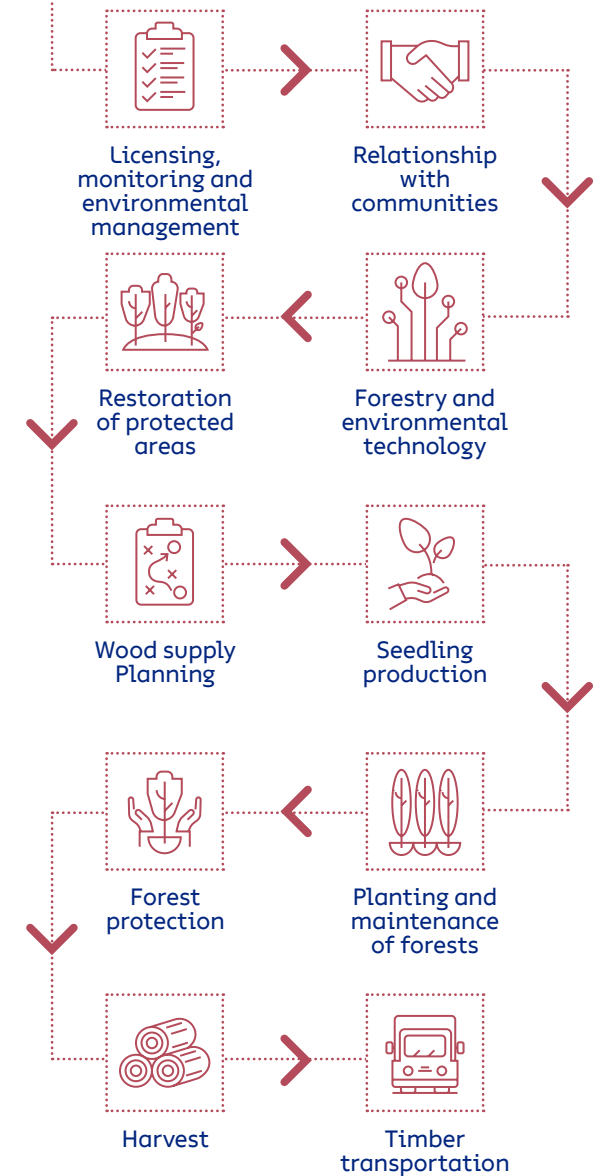 Licensing,
monitoring and
environmental
management
Relationship
with
communities
Forestry and
environmental
technology
Restoration
of protected
areas
Wood supply
Planning
Seedling
production
Planting and
maintenance
of forests
Forest
protection
Harvest
Timber
transportation